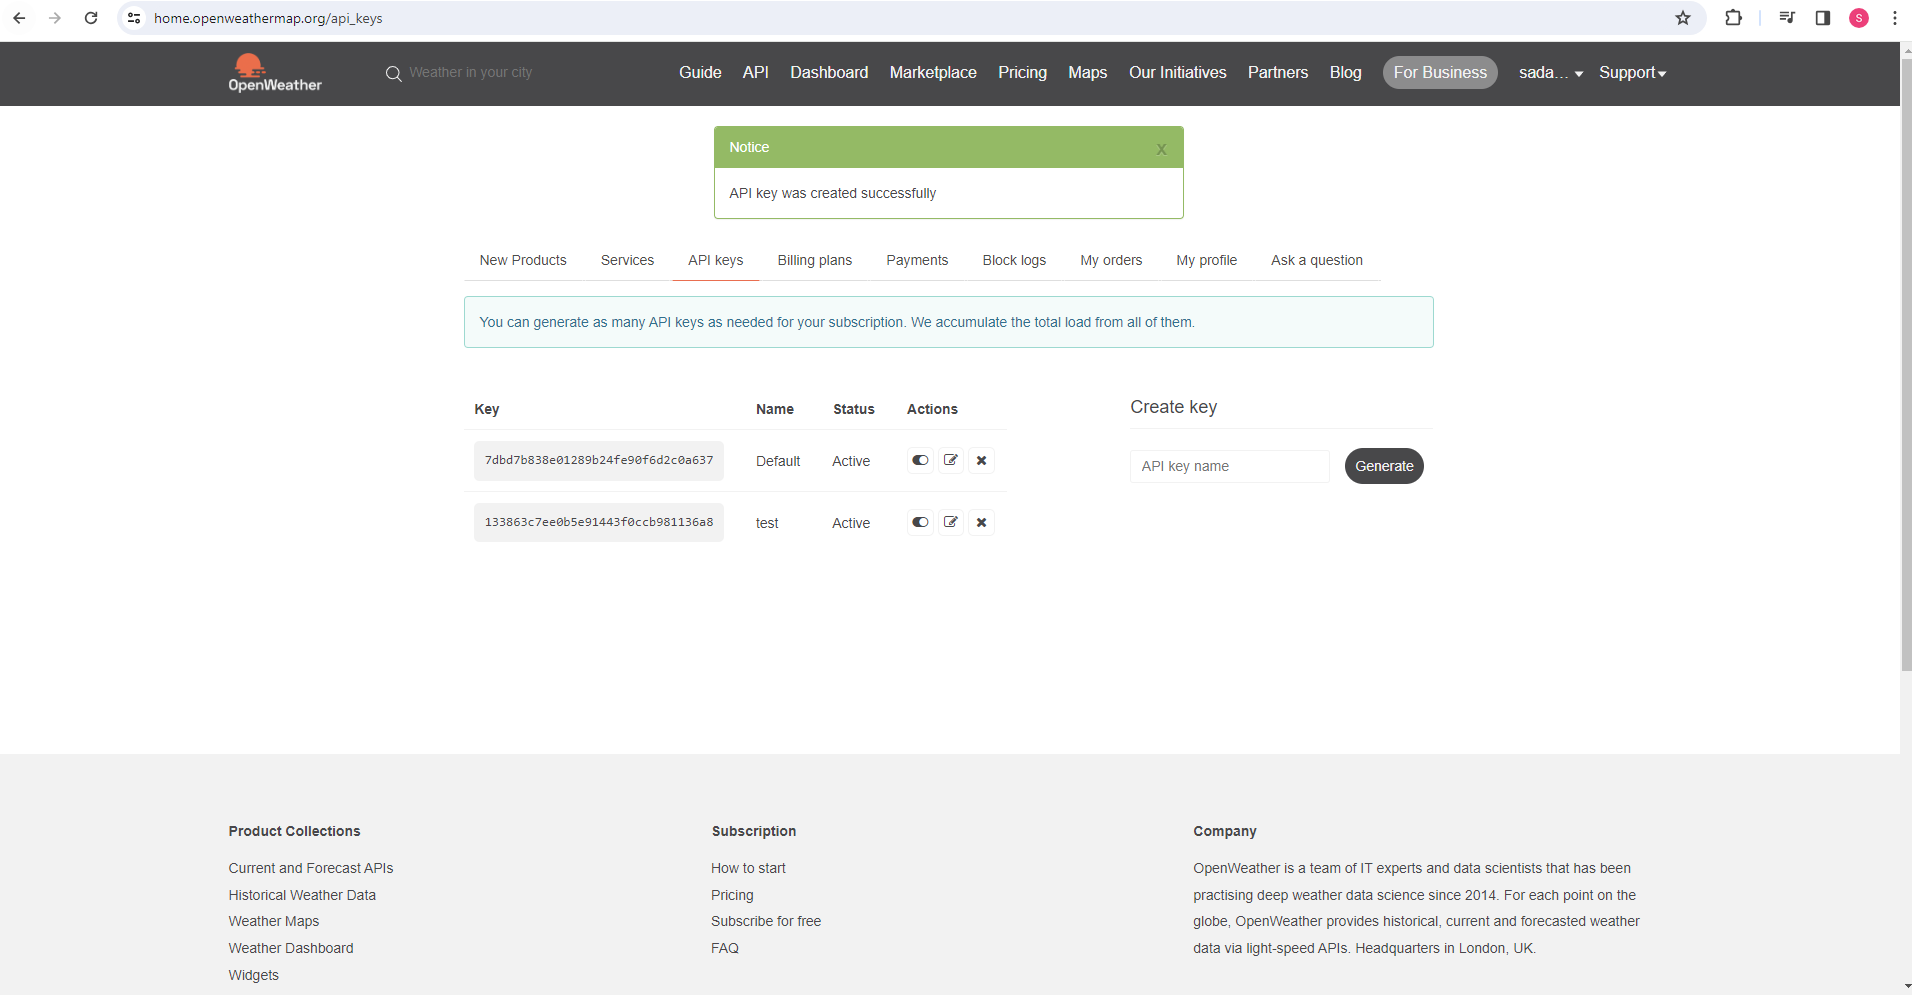 home.openweathermap.org/api_keys
S
OpenWeather
Weather in your city
Guide API Dashboard Marketplace Pricing Maps Our Initiatives Partners Blog For Business sada... Support
Notice x
API key was created successfully
New Products Services API keys Billing plans Payments Block logs My orders My profile Ask a question
You can generate as many API keys as needed for your subscription. We accumulate the total load from all of them.
Key Name Status Actions
7dbd7b838e01289b24fe90f6d2c0a637 Default Active
133863c7ee0b5e91443f0ccb981136a8 test Active
Create key
API key name Generate
Product Collections
Current and Forecast APIs
Historical Weather Data
Weather Maps
Weather Dashboard
Widgets
Subscription
How to start
Pricing
Subscribe for free
FAQ
Company
OpenWeather is a team of IT experts and data scientists that has been
practising deep weather data science since 2014. For each point on the
globe, OpenWeather provides historical, current and forecasted weather
data via light-speed APIs. Headquarters in London, UK.